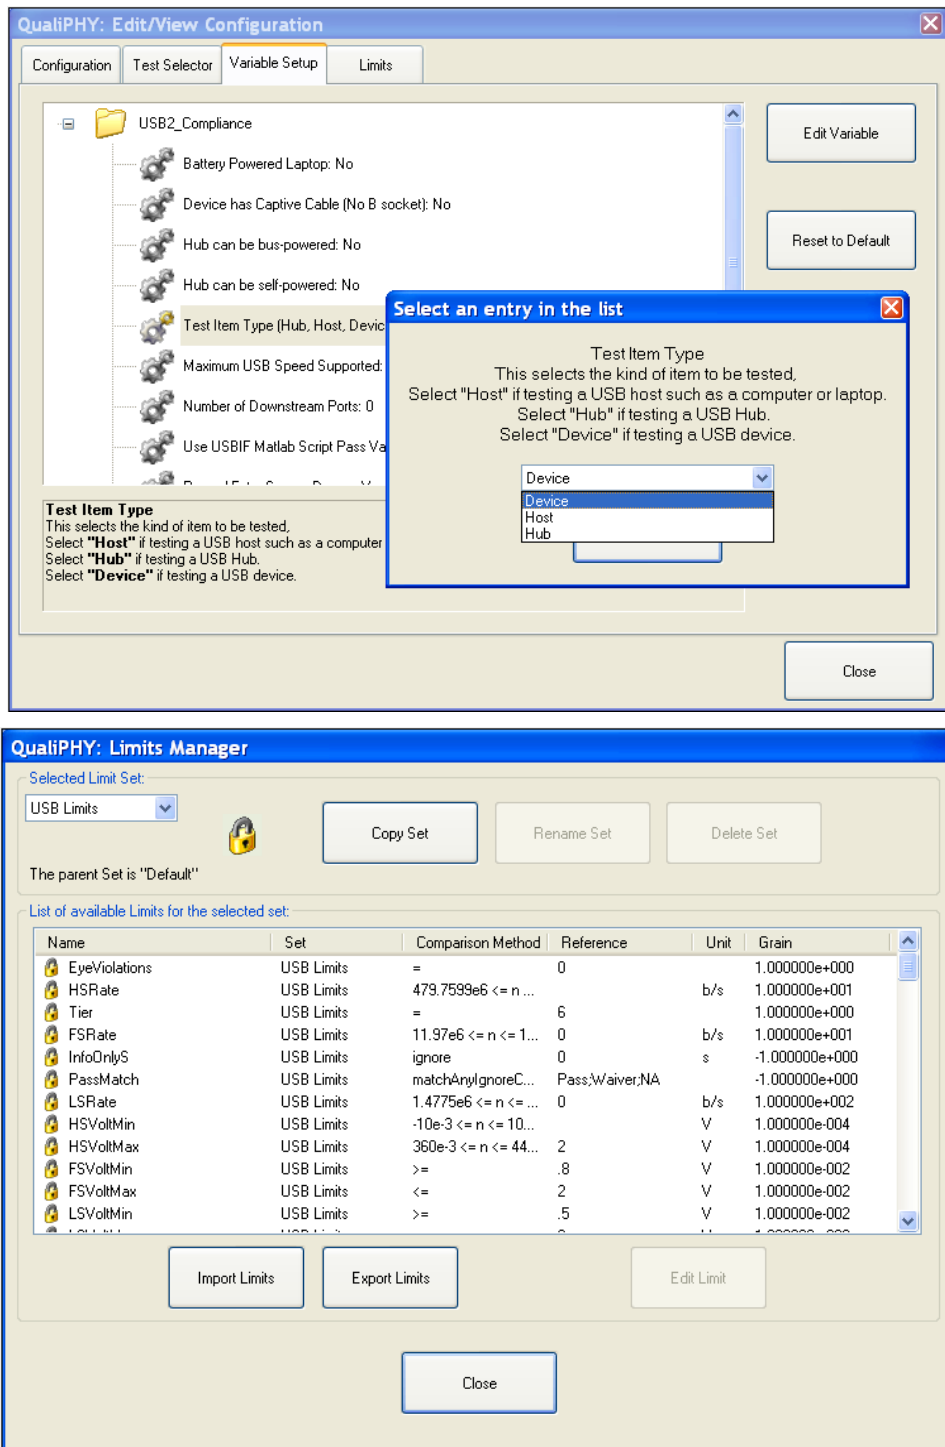 QualiPHY: Edit/View Configuration
Configuration
Test Selector
Variable Setup
Limits
USB2_Compliance
Battery Powered Laptop: No
Device has Captive Cable (No B socket): No
Hub can be bus-powered: No
Hub can be self-powered: No
Test Item Type (Hub, Host, Devic
Maximum USB Speed Supported:
Number of Downstream Ports: 0
Use USBIF Matlab Script Pass Va
Edit Variable
Reset to Default
Select an entry in the list
Test Item Type
This selects the kind of item to be tested,
Select "Host" if testing a USB host such as a computer or laptop.
Select "Hub" if testing a USB Hub.
Select "Device" if testing a USB device.
Device
Device
Host
Hub
Test Item Type
This selects the kind of item to be tested,
Select "Host" if testing a USB host such as a computer
Select "Hub" if testing a USB Hub.
Select "Device" if testing a USB device.
Close
QualiPHY: Limits Manager
Selected Limit Set:
USB Limits
Copy Set
Rename Set
Delete Set
The parent Set is "Default"
List of available Limits for the selected set:
Name Set Comparison Method Reference Unit Grain
EyeViolations USB Limits = 0 1.000000e+000
HSRate USB Limits 479.7599e6 <= n ... b/s 1.000000e+001
Tier USB Limits = 6 1.000000e+000
FSRate USB Limits 11.97e6 <= n <= 1... 0 b/s 1.000000e+001
InfoOnlyS USB Limits ignore 0 s -1.000000e+000
PassMatch USB Limits matchAnyIgnoreC... Pass;Waiver;NA -1.000000e+000
LSRate USB Limits 1.4775e6 <= n <= ... 0 b/s 1.000000e+002
HSVoltMin USB Limits -10e-3 <= n <= 10... V 1.000000e-004
HSVoltMax USB Limits 360e-3 <= n <= 44... 2 V 1.000000e-004
FSVoltMin USB Limits >= .8 V 1.000000e-002
FSVoltMax USB Limits <= 2 V 1.000000e-002
LSVoltMin USB Limits >= .5 V 1.000000e-002
Import Limits
Export Limits
Edit Limit
Close